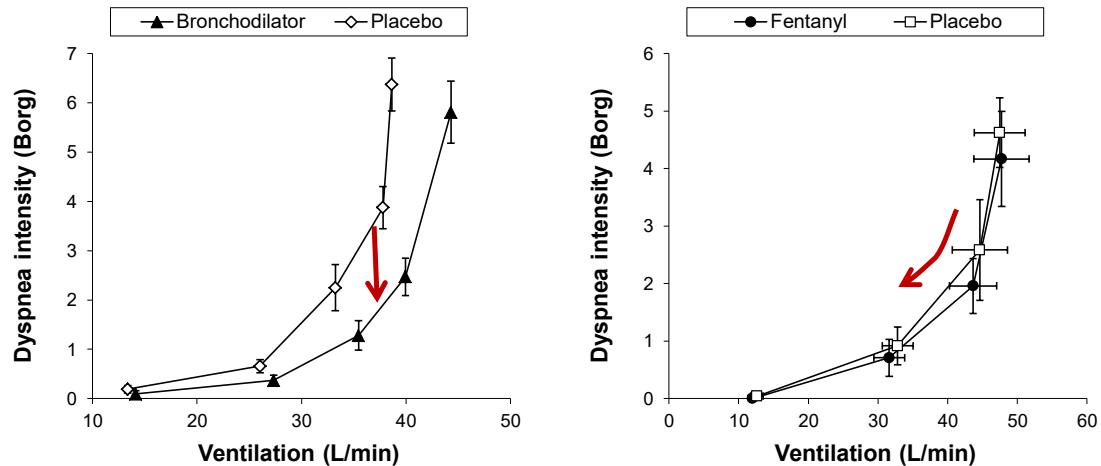 Bronchodilator Placebo
Dyspnea intensity (Borg)
7
6
5
4
3
2
1
0
10 20 30 40 50
Ventilation (L/min)
Fentanyl Placebo
Dyspnea intensity (Borg)
6
5
4
3
2
1
0
0 10 20 30 40 50 60
Ventilation (L/min)